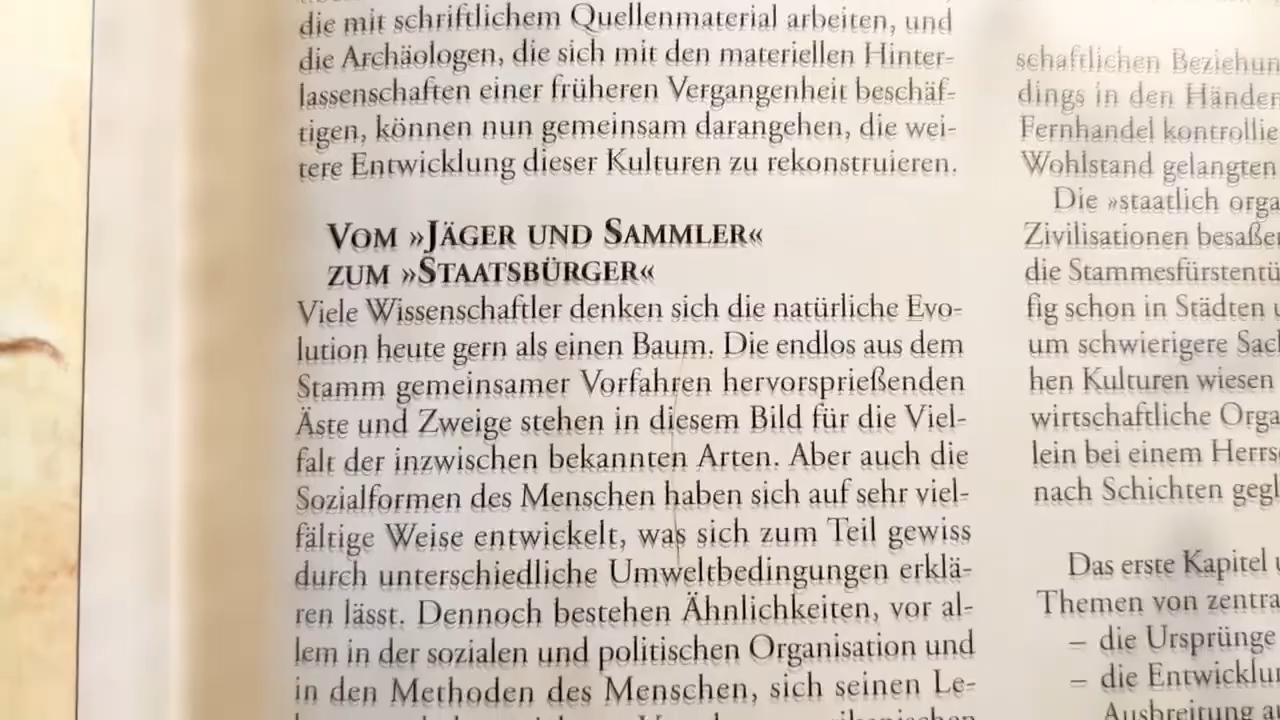 die mit schriftlichem Quellenmaterial arbeiten, und
die Archäologen, die sich mit den materiellen Hinter-
lassenschaften einer früheren Vergangenheit beschäf-
tigen, können nun gemeinsam darangehen, die wei-
tere Entwicklung dieser Kulturen zu rekonstruieren.
VOM »JÄGER UND SAMMLER«
ZUM »STAATSBÜRGER«
Viele Wissenschaftler denken sich die natürliche Evo-
lution heute gern als einen Baum. Die endlos aus dem
Stamm gemeinsamer Vorfahren hervorsprießenden
Äste und Zweige stehen in diesem Bild für die Viel-
falt der inzwischen bekannten Arten. Aber auch die
Sozialformen des Menschen haben sich auf sehr viel-
fältige Weise entwickelt, was sich zum Teil gewiss
durch unterschiedliche Umweltbedingungen erklä-
ren lässt. Dennoch bestehen Ähnlichkeiten, vor al-
lem in der sozialen und politischen Organisation und
in den Methoden des Menschen, sich seinen Le-
schaftlichen Beziehun
dings in den Händen
Fernhandel kontrollie
Wohlstand gelangten
Die »staatlich orga
Zivilisationen besaße
die Stammesfürstentü
fig schon in Städten
um schwierigere Sac
hen Kulturen wiesen
wirtschaftliche Orga
lein bei einem Herrs
nach Schichten gegl
Das erste Kapitel
Themen von zentra
– die Ursprünge
– die Entwicklu
Ausbreitung